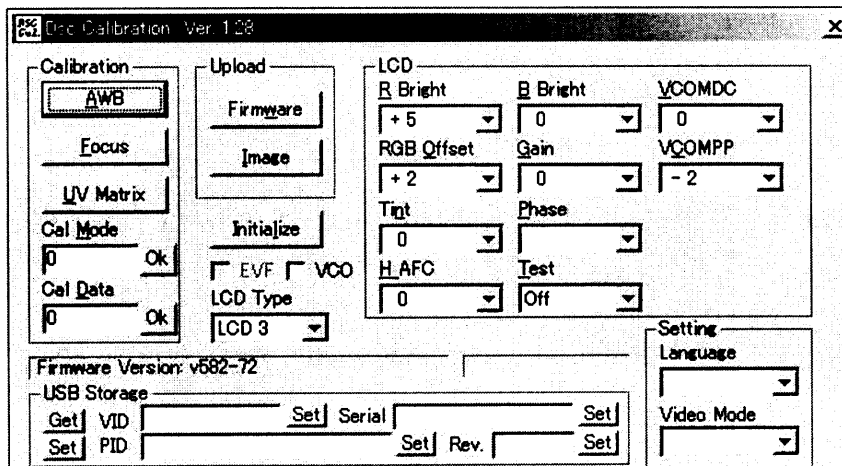 DSC Cal. Dsc Calibration Ver. 1.28
Calibration
AWB
Focus
UV Matrix
Cal Mode
0 Ok
Cal Data
0 Ok
Upload
Firmware
Image
Initialize
EVF VCO
LCD Type
LCD 3
LCD
R Bright B Bright VCOMDC
+ 5 0 0
RGB Offset Gain VCOMPP
+ 2 0 - 2
Tint Phase
0
H AFC Test
0 Off
Firmware Version: v582-72
USB Storage
Get VID Set Serial Set
Set PID Set Rev. Set
Setting
Language
Video Mode